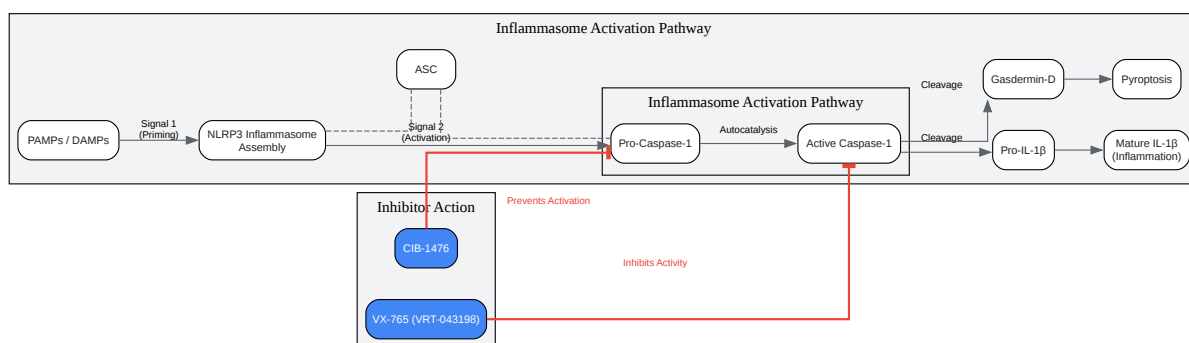 Inflammasome Activation Pathway
ASC
PAMPs / DAMPs
Signal 1
(Priming)
NLRP3 Inflammasome
Assembly
Signal 2
(Activation)
Inflammasome Activation Pathway
Pro-Caspase-1
Autocatalysis
Active Caspase-1
Cleavage
Gasdermin-D
Pyroptosis
Cleavage
Pro-IL-1β
Mature IL-1β
(Inflammation)
Inhibitor Action
Prevents Activation
CIB-1476
Inhibits Activity
VX-765 (VRT-043198)